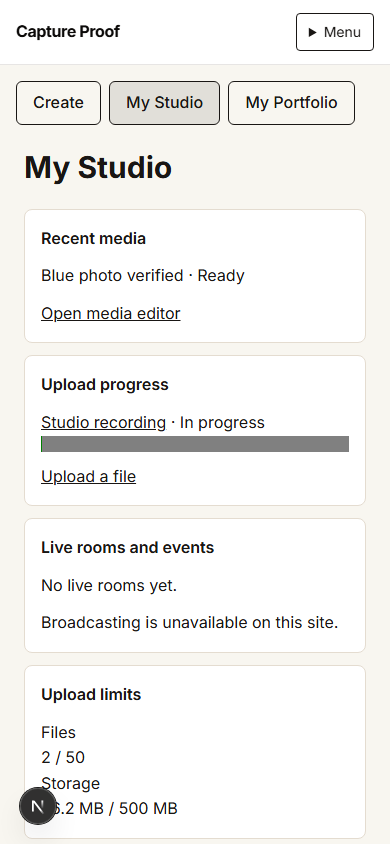 Capture Proof
▶ Menu
Create
My Studio
My Portfolio
My Studio
Recent media
Blue photo verified · Ready
Open media editor
Upload progress
Studio recording · In progress
Upload a file
Live rooms and events
No live rooms yet.
Broadcasting is unavailable on this site.
Upload limits
Files
2 / 50
Storage
N
MB / 500 MB